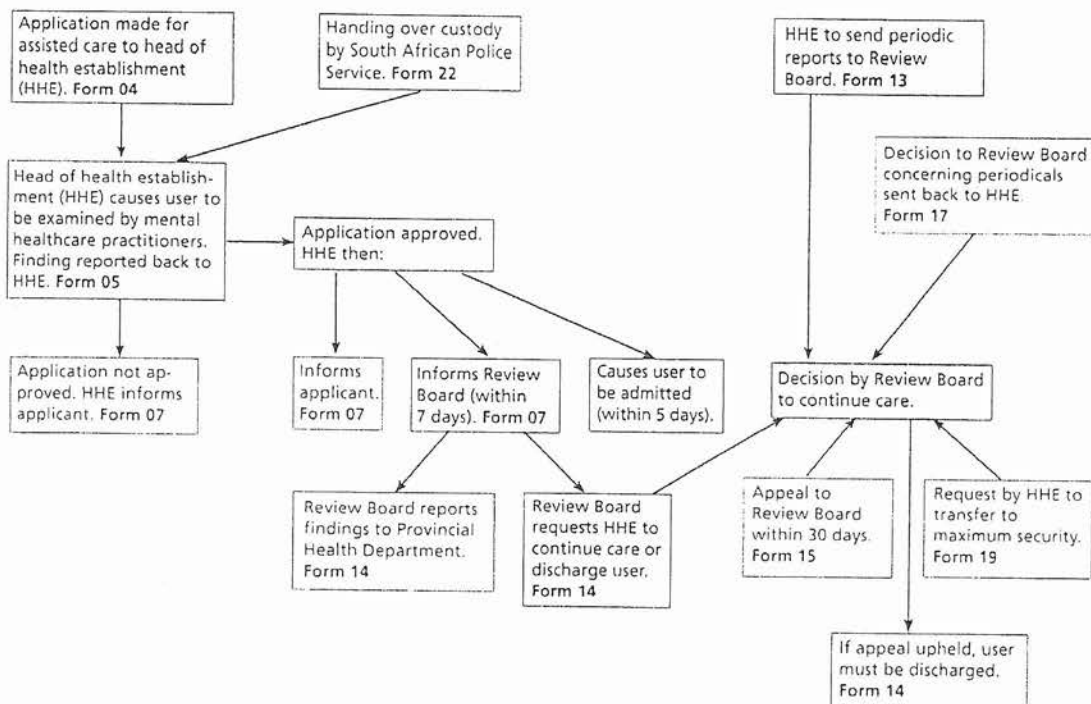 Application made for
assisted care to head of
health establishment
(HHE). Form 04
Handing over custody
by South African Police
Service. Form 22
HHE to send periodic
reports to Review
Board. Form 13
Head of health establish-
ment (HHE) causes user to
be examined by mental
healthcare practitioners.
Finding reported back to
HHE. Form 05
Application approved.
HHE then:
Decision to Review Board
concerning periodicals
sent back to HHE.
Form 17
Application not ap-
proved. HHE informs
applicant. Form 07
Informs
applicant.
Form 07
Informs Review
Board (within
7 days). Form 07
Causes user to
be admitted
(within 5 days).
Decision by Review Board
to continue care.
Review Board reports
findings to Provincial
Health Department.
Form 14
Review Board
requests HHE to
continue care or
discharge user.
Form 14
Appeal to
Review Board
within 30 days.
Form 15
Request by HHE to
transfer to
maximum security.
Form 19
If appeal upheld, user
must be discharged.
Form 14